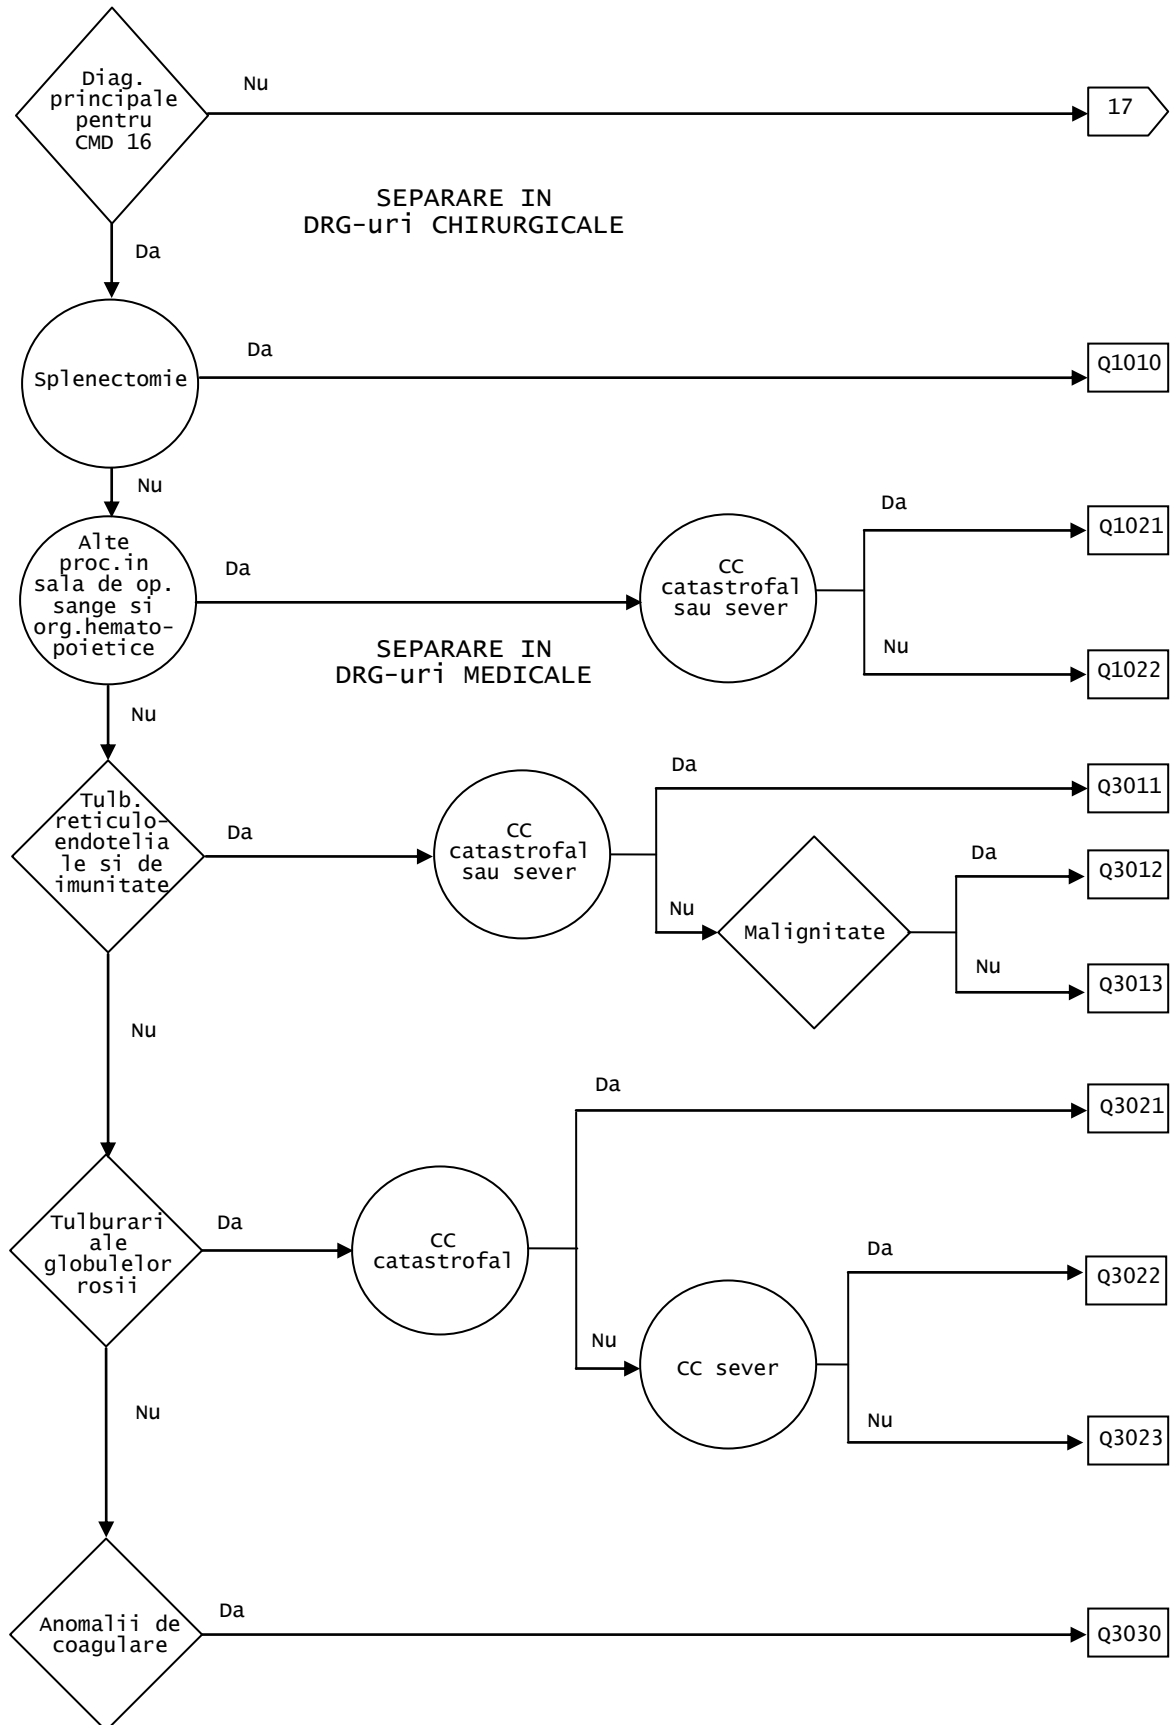 Diag.
principale
pentru
CMD 16
Nu
17
SEPARARE IN
DRG-uri CHIRURGICALE
Da
Splenectomie
Da
Q1010
Nu
Alte
proc.in
sala de op.
sange si
org.hemato-
poietice
Da
CC
catastrofal
sau sever
Da
Q1021
Nu
Q1022
SEPARARE IN
DRG-uri MEDICALE
Nu
Tulb.
reticulo-
endotelia
le si de
imunitate
Da
CC
catastrofal
sau sever
Da
Q3011
Nu
Malignitate
Da
Q3012
Nu
Q3013
Nu
Tulburari
ale
globulelor
rosii
Da
CC
catastrofal
Da
Q3021
Nu
CC sever
Da
Q3022
Nu
Q3023
Nu
Anomalii de
coagulare
Da
Q3030